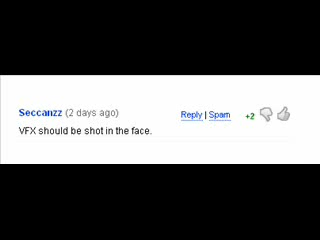 Seccanzz (2 days ago) Reply | Spam +2
VFX should be shot in the face.